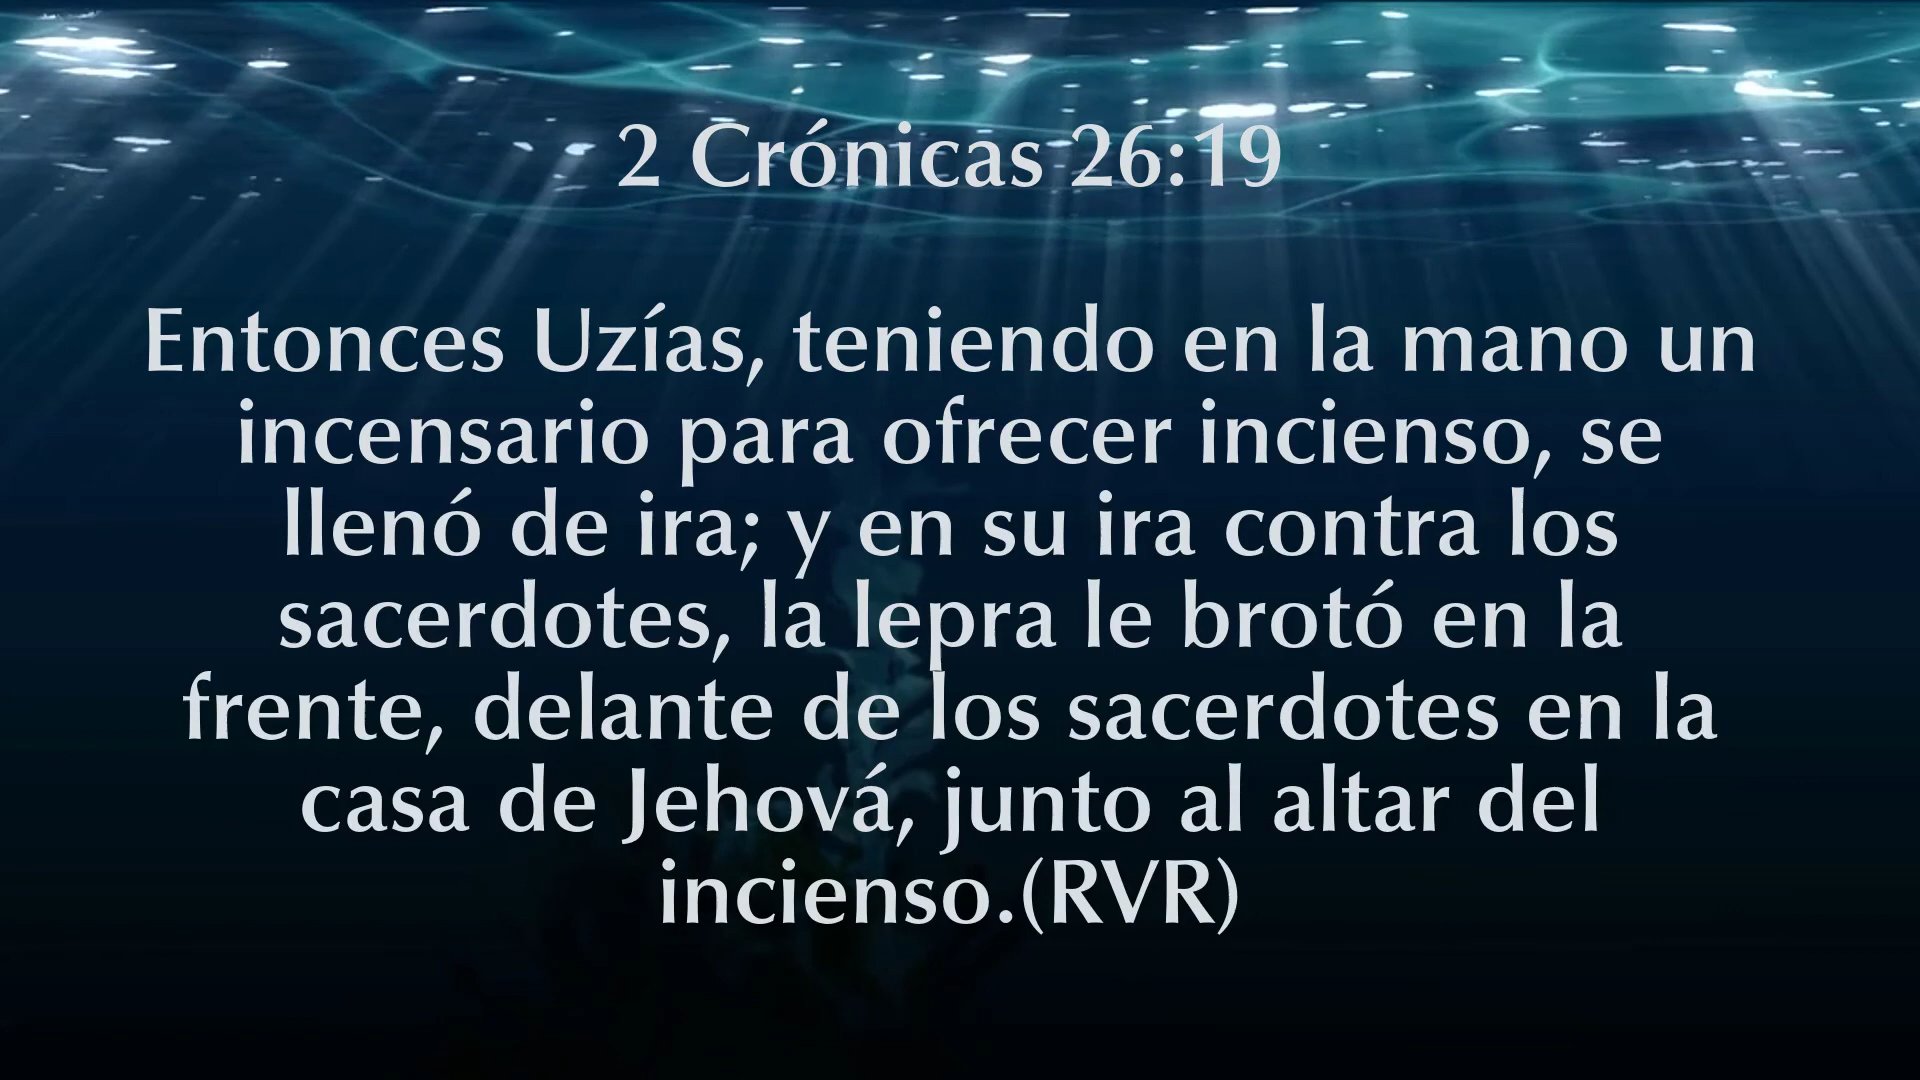 2 Crónicas 26:19
Entonces Uzías, teniendo en la mano un
incensario para ofrecer incienso, se
llenó de ira; y en su ira contra los
sacerdotes, la lepra le brotó en la
frente, delante de los sacerdotes en la
casa de Jehová, junto al altar del
incienso.(RVR)